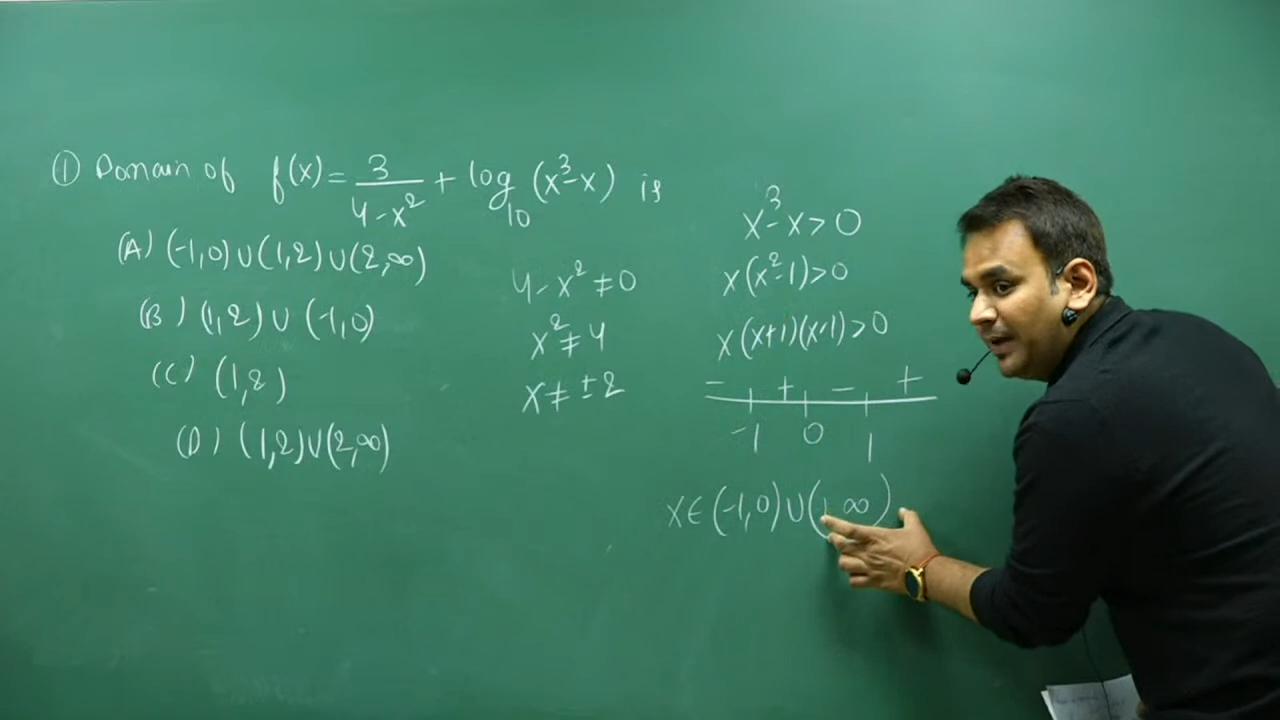 ① Domain of f(x) = 3/(4-x²) + log₁₀(x³-x) is
(A) (-1,0)∪(1,2)∪(2,∞)
(B) (1,2)∪(-1,0)
(C) (1,2)
(D) (1,2)∪(2,∞)
4-x²≠0
x²≠4
x≠±2
x³-x>0
x(x²-1)>0
x(x+1)(x-1)>0
- + - +
-1 0 1
x∈(-1,0)∪(1,∞)